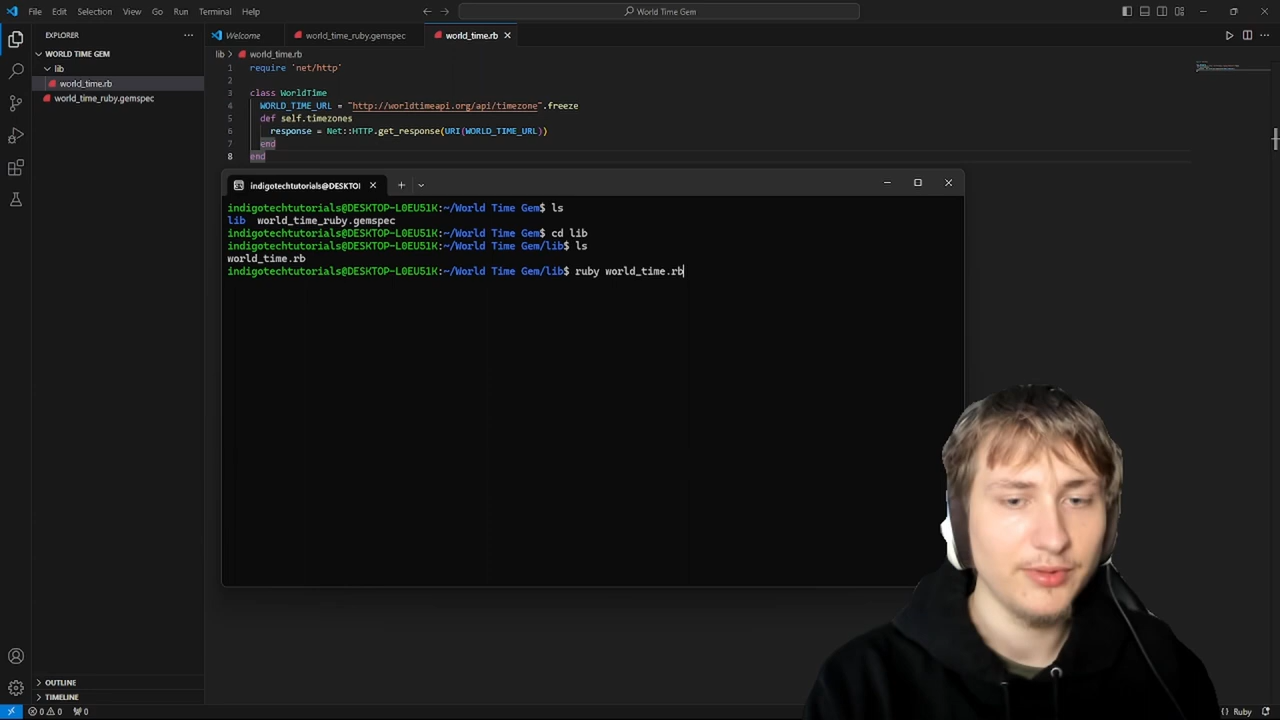 File Edit Selection View Go Run Terminal Help
World Time Gem
EXPLORER
WORLD TIME GEM
lib
world_time.rb
world_time_ruby.gemspec
OUTLINE
TIMELINE
Welcome
world_time_ruby.gemspec
world_time.rb
lib > world_time.rb
1 require 'net/http'
2
3 class WorldTime
4 WORLD_TIME_URL = "http://worldtimeapi.org/api/timezone".freeze
5 def self.timezones
6 response = Net::HTTP.get_response(URI(WORLD_TIME_URL))
7 end
8 end
indigotechtutorials@DESKTO
indigotechtutorials@DESKTOP-L0EU51K:~/World Time Gem$ ls
lib world_time_ruby.gemspec
indigotechtutorials@DESKTOP-L0EU51K:~/World Time Gem$ cd lib
indigotechtutorials@DESKTOP-L0EU51K:~/World Time Gem/lib$ ls
world_time.rb
indigotechtutorials@DESKTOP-L0EU51K:~/World Time Gem/lib$ ruby world_time.rb
0 0 0
{} Ruby